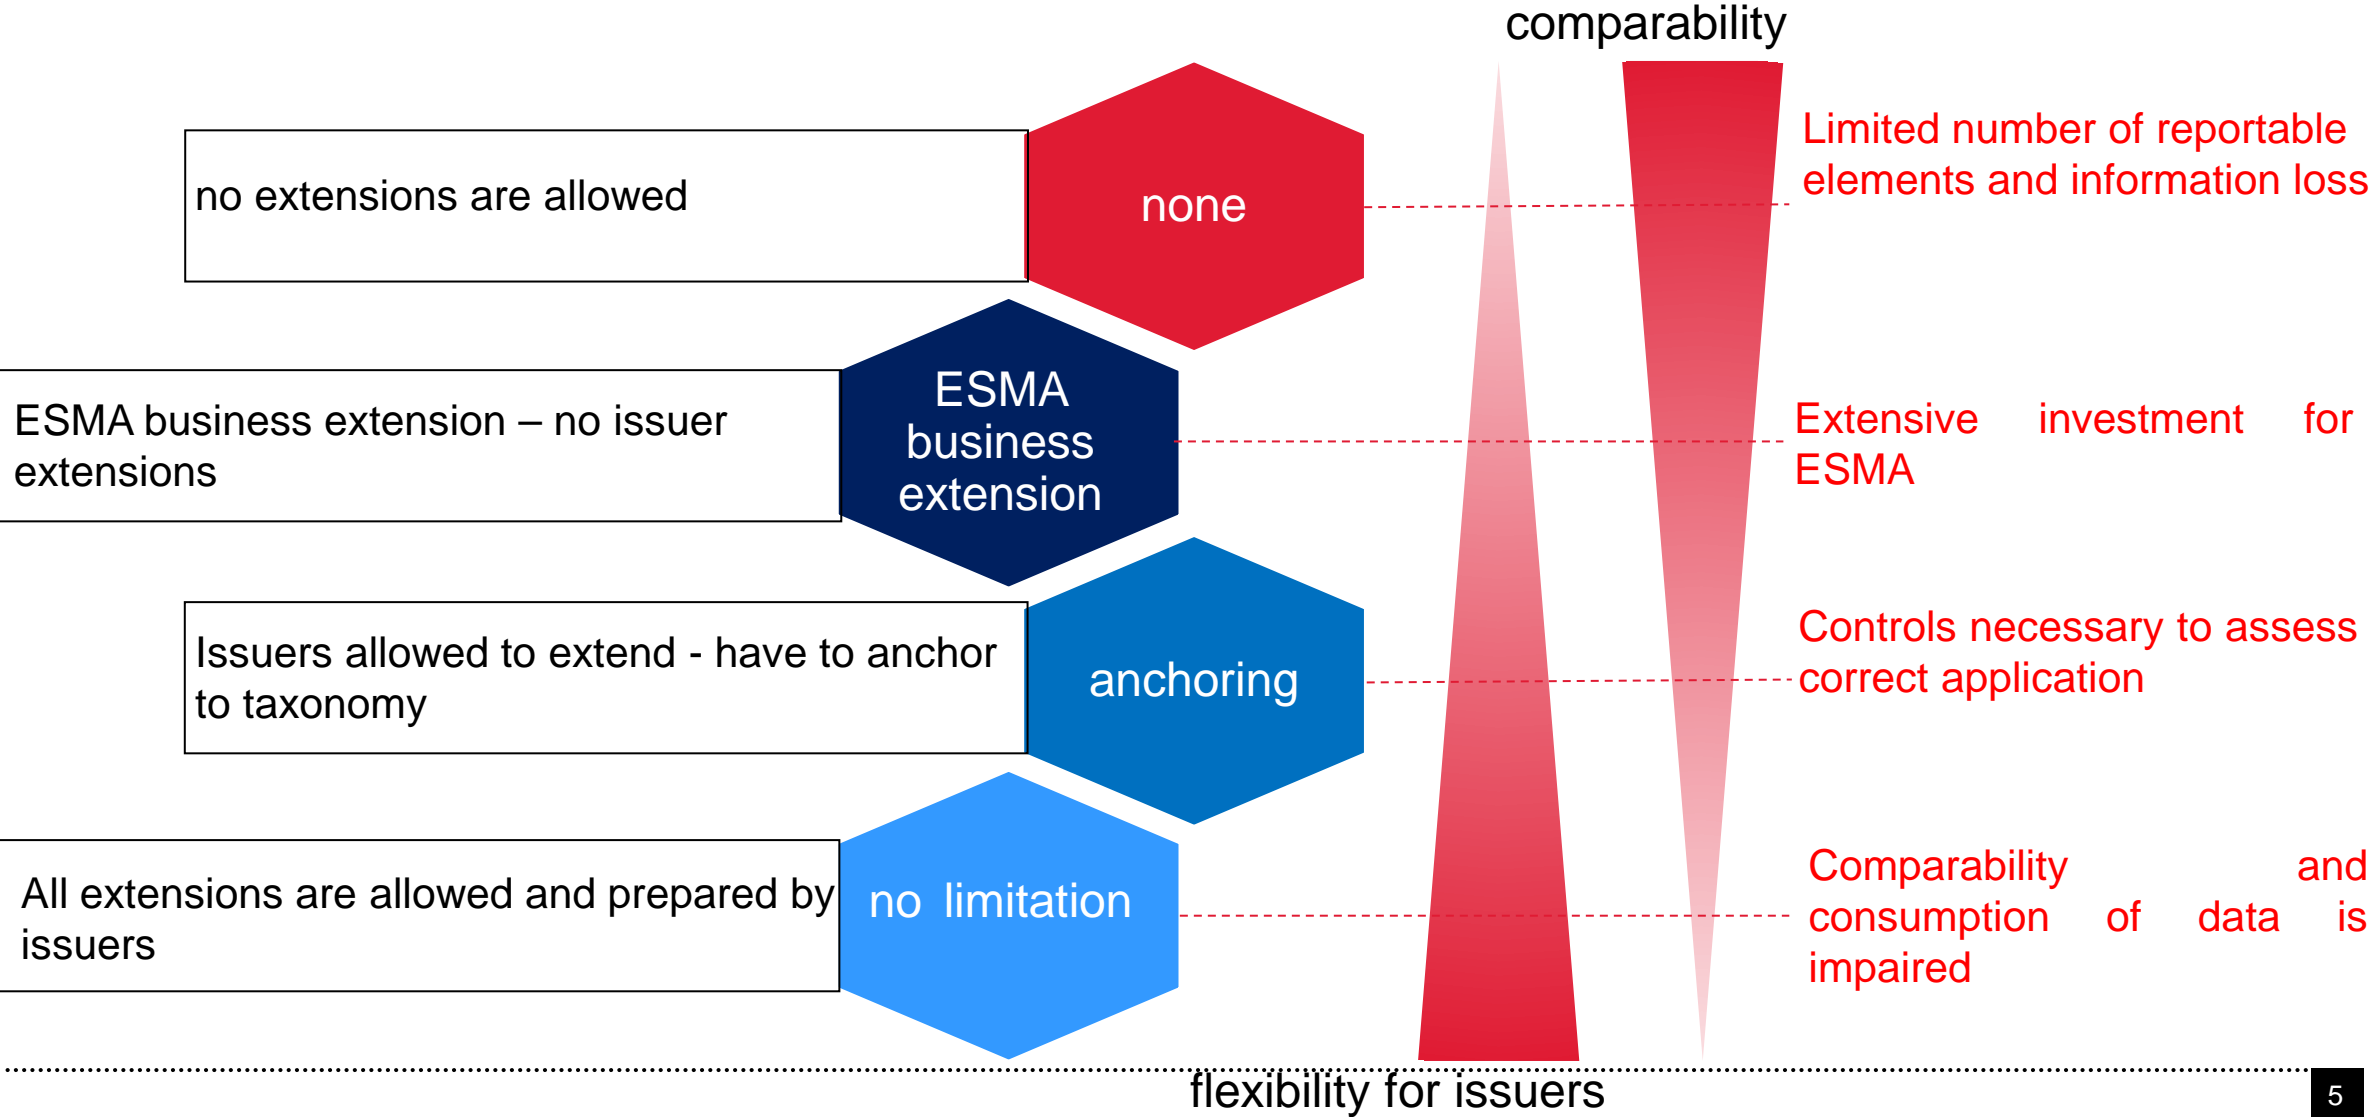 comparability
no extensions are allowed
none
Limited number of reportable
elements and information loss
ESMA business extension – no issuer
extensions
ESMA
business
extension
Extensive investment for
ESMA
Issuers allowed to extend - have to anchor
to taxonomy
anchoring
Controls necessary to assess
correct application
All extensions are allowed and prepared by
issuers
no limitation
Comparability and
consumption of data is
impaired
flexibility for issuers
5